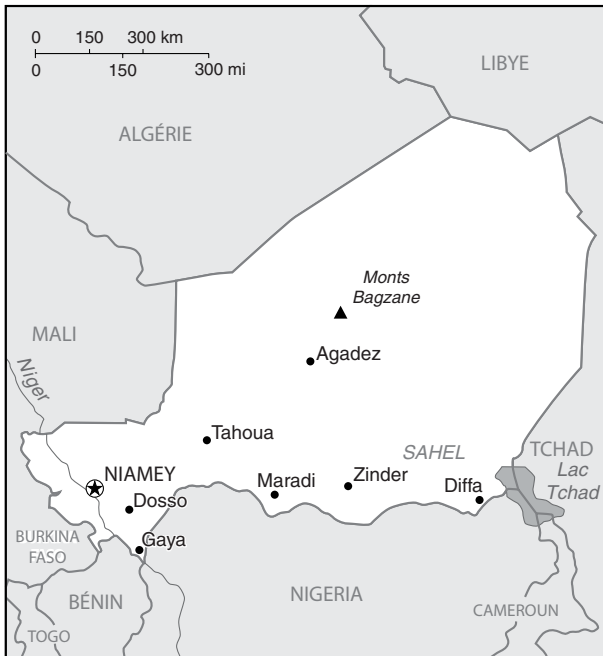 0 150 300 km
0 150 300 mi
LIBYE
ALGÉRIE
Monts
Bagzane
MALI
Agadez
Niger
Tahoua
SAHEL
TCHAD
Lac
Tchad
NIAMEY
Maradi
Zinder
Diffa
Dosso
BURKINA
FASO
Gaya
BÉNIN
NIGERIA
CAMEROUN
TOGO